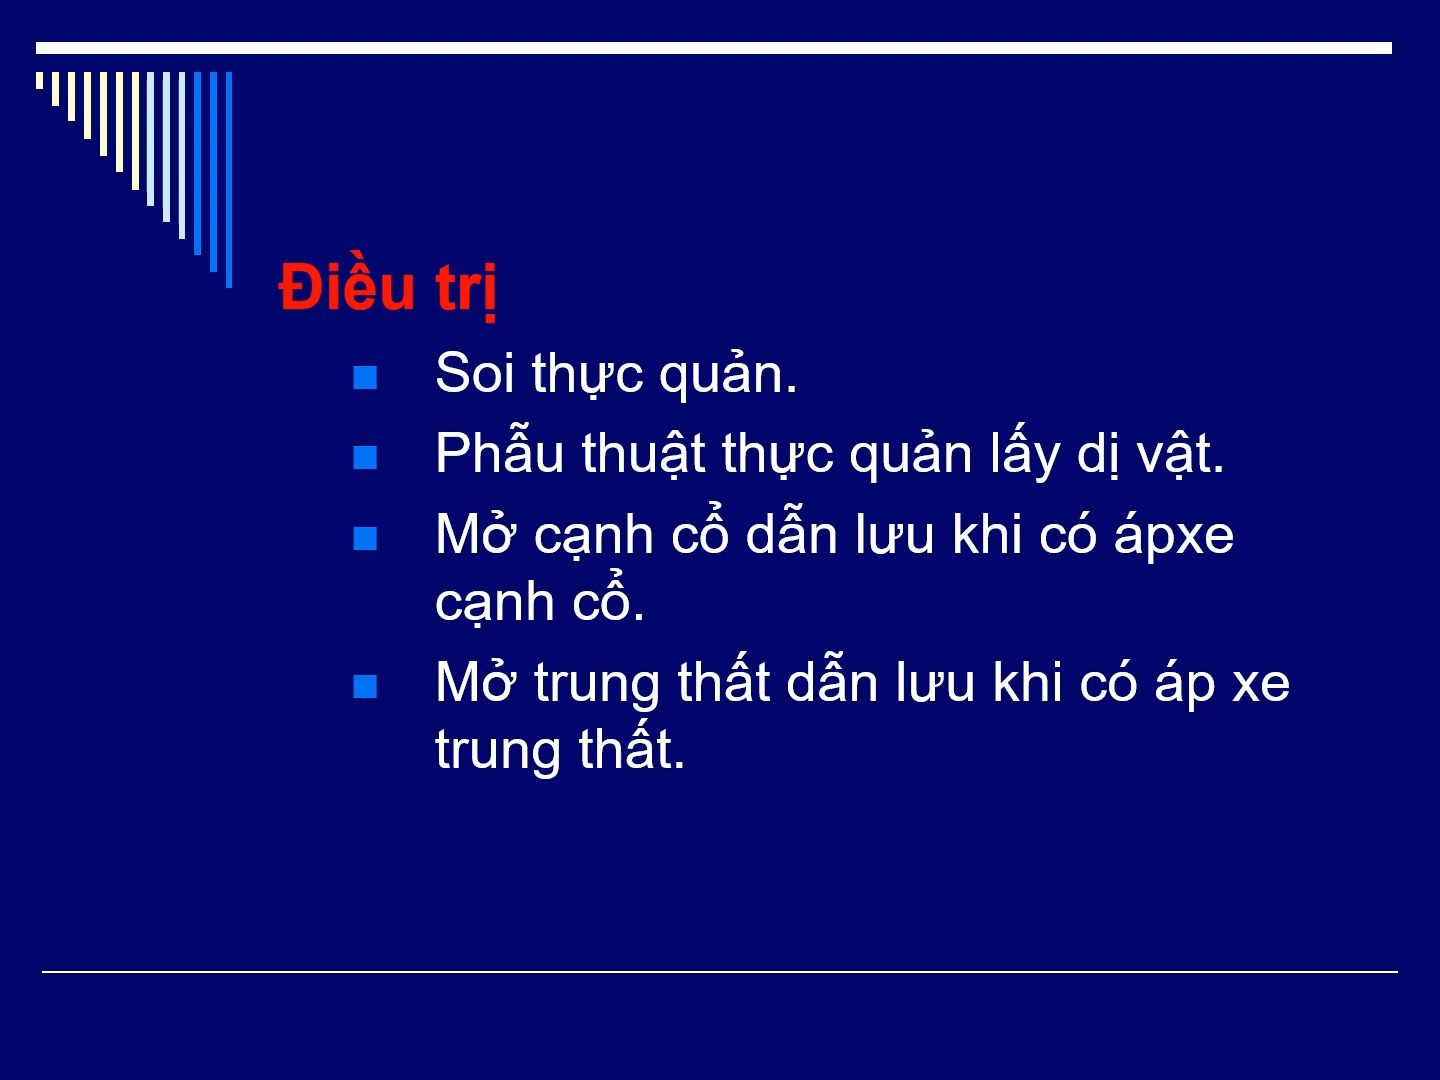 Điều trị
Soi thực quản.
Phẫu thuật thực quản lấy dị vật.
Mở cạnh cổ dẫn lưu khi có ápxe
cạnh cổ.
Mở trung thất dẫn lưu khi có áp xe
trung thất.